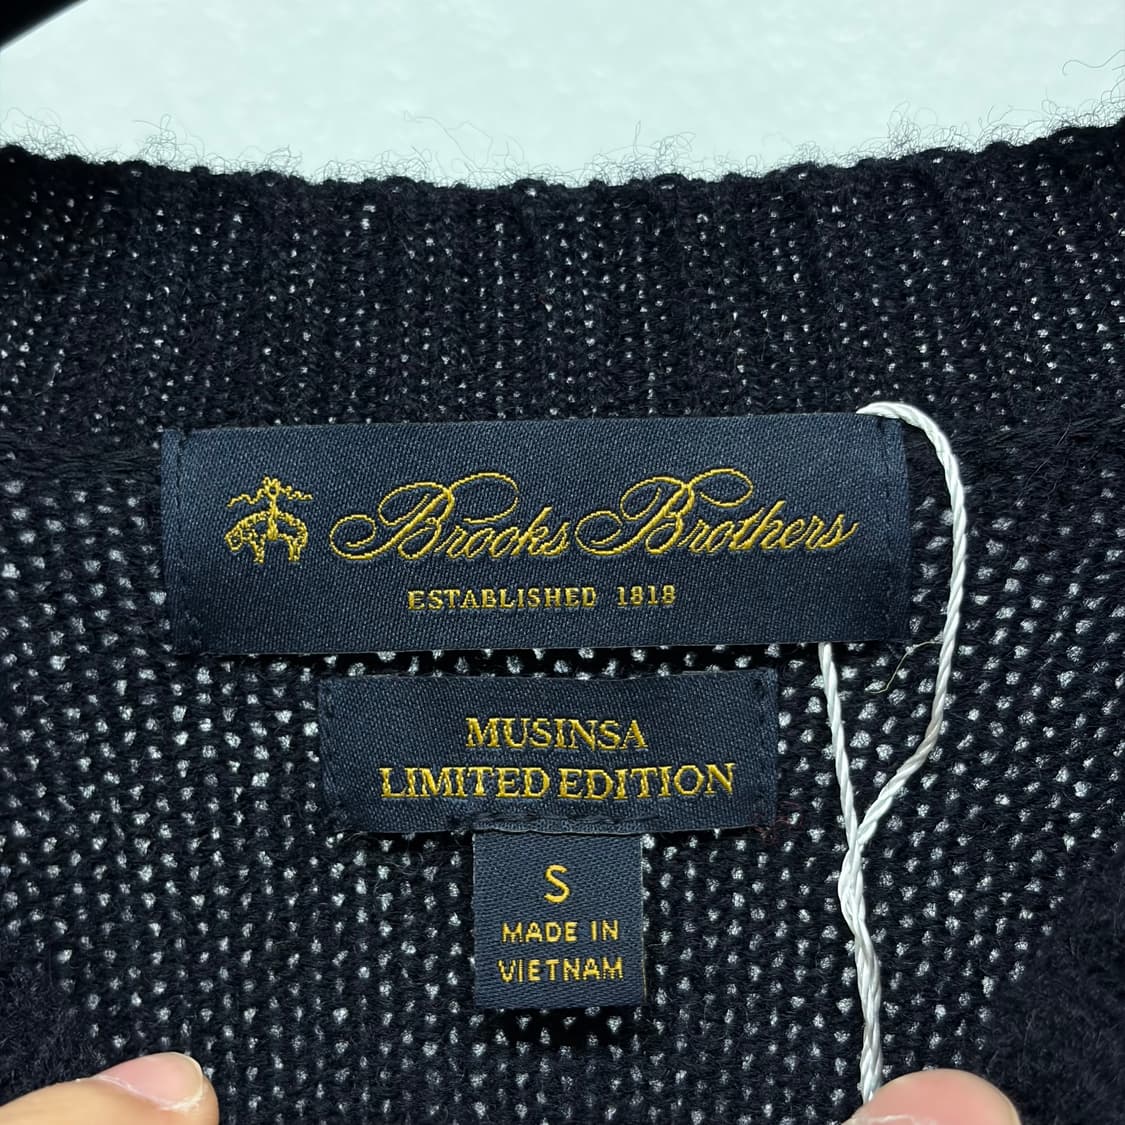 Brooks Brothers
ESTABLISHED 1818
MUSINSA
LIMITED EDITION
S
MADE IN
VIETNAM